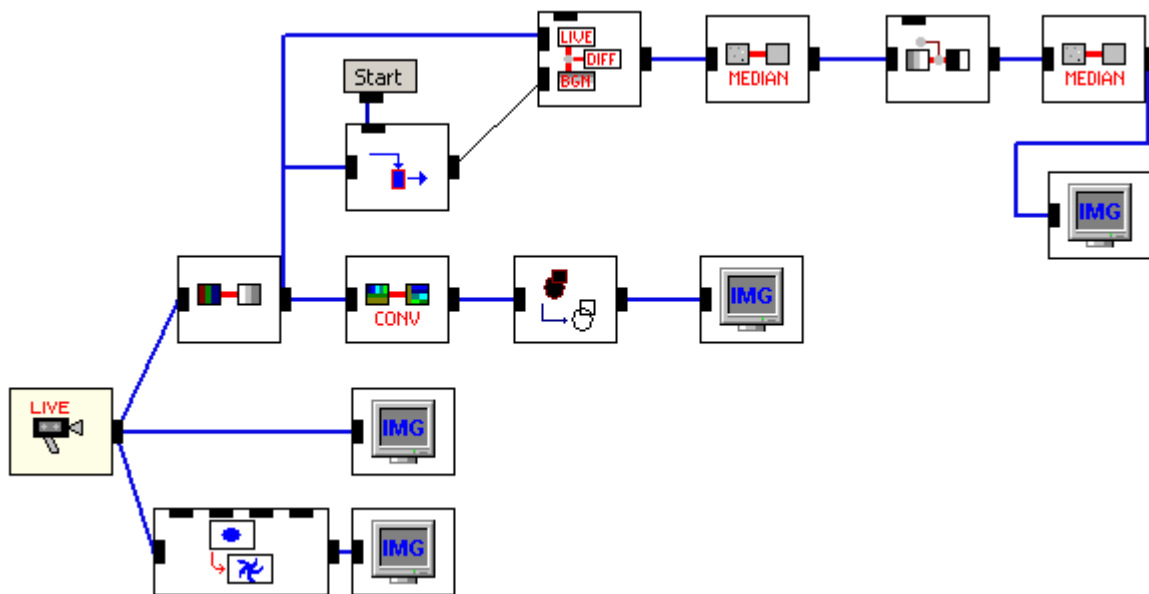 LIVE
DIFF
BGN
MEDIAN
MEDIAN
Start
IMG
CONV
IMG
LIVE
IMG
IMG